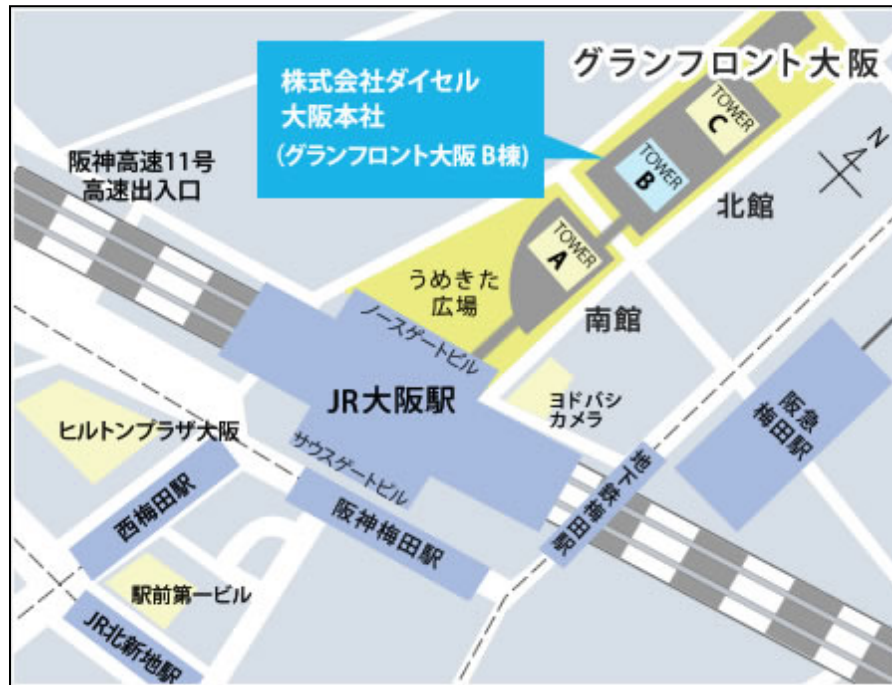 グランフロント大阪
株式会社ダイセル
大阪本社
(グランフロント大阪 B棟)
TOWER
C
TOWER
B
TOWER
A
N
北館
南館
阪神高速11号
高速出入口
うめきた
広場
ノースゲートビル
JR大阪駅
サウスゲートビル
ヨドバシ
カメラ
阪急
梅田駅
地下鉄梅田駅
ヒルトンプラザ大阪
西梅田駅
阪神梅田駅
駅前第一ビル
JR北新地駅